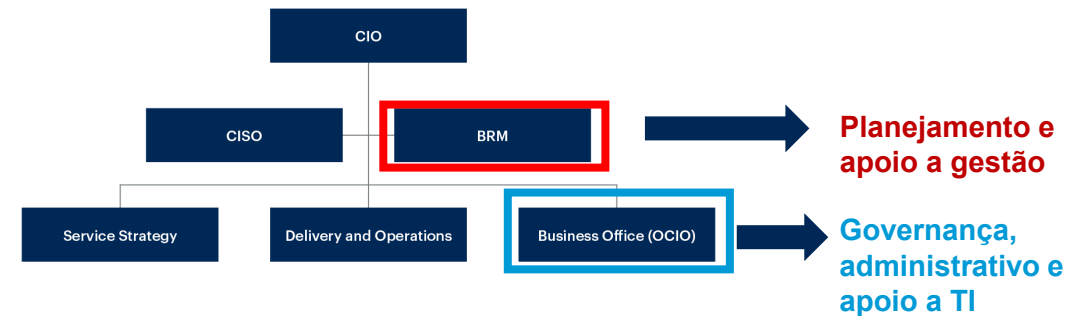 CIO
CISO
BRM
Planejamento e
apoio a gestão
Service Strategy
Delivery and Operations
Business Office (OCIO)
Governança,
administrativo e
apoio a TI